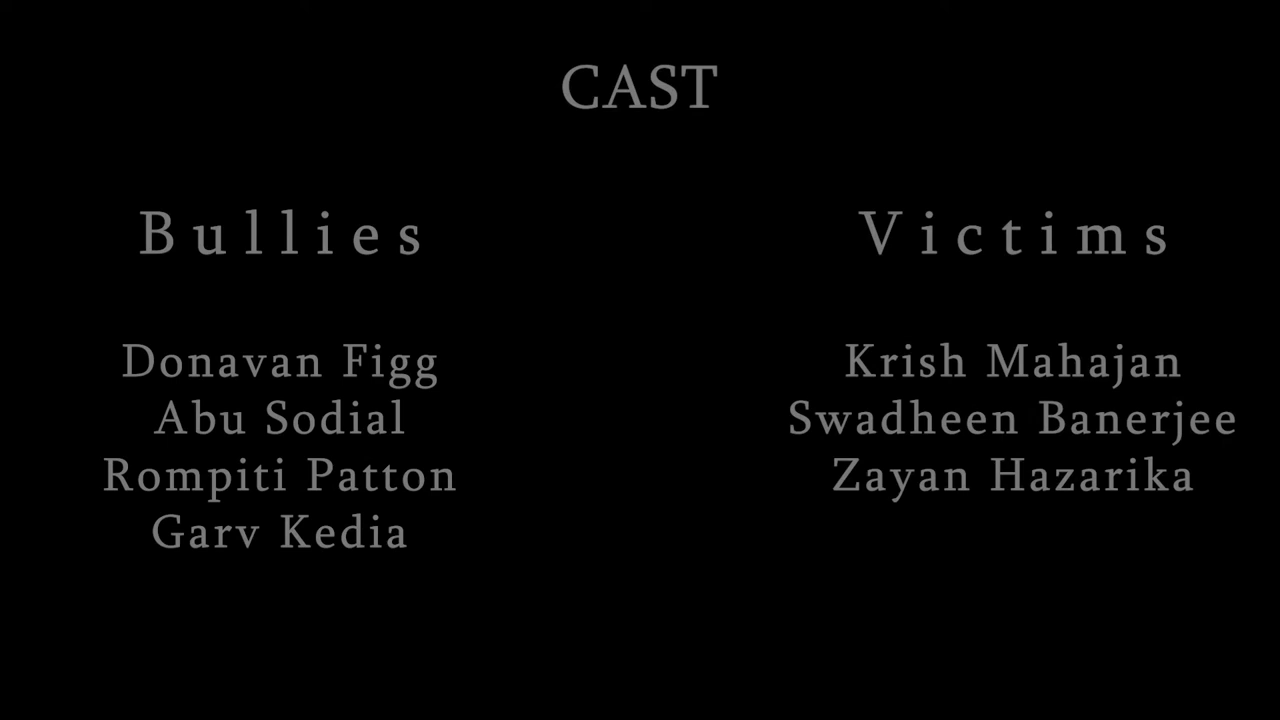 CAST
Bullies
Donavan Figg
Abu Sodial
Rompiti Patton
Garv Kedia
Victims
Krish Mahajan
Swadheen Banerjee
Zayan Hazarika